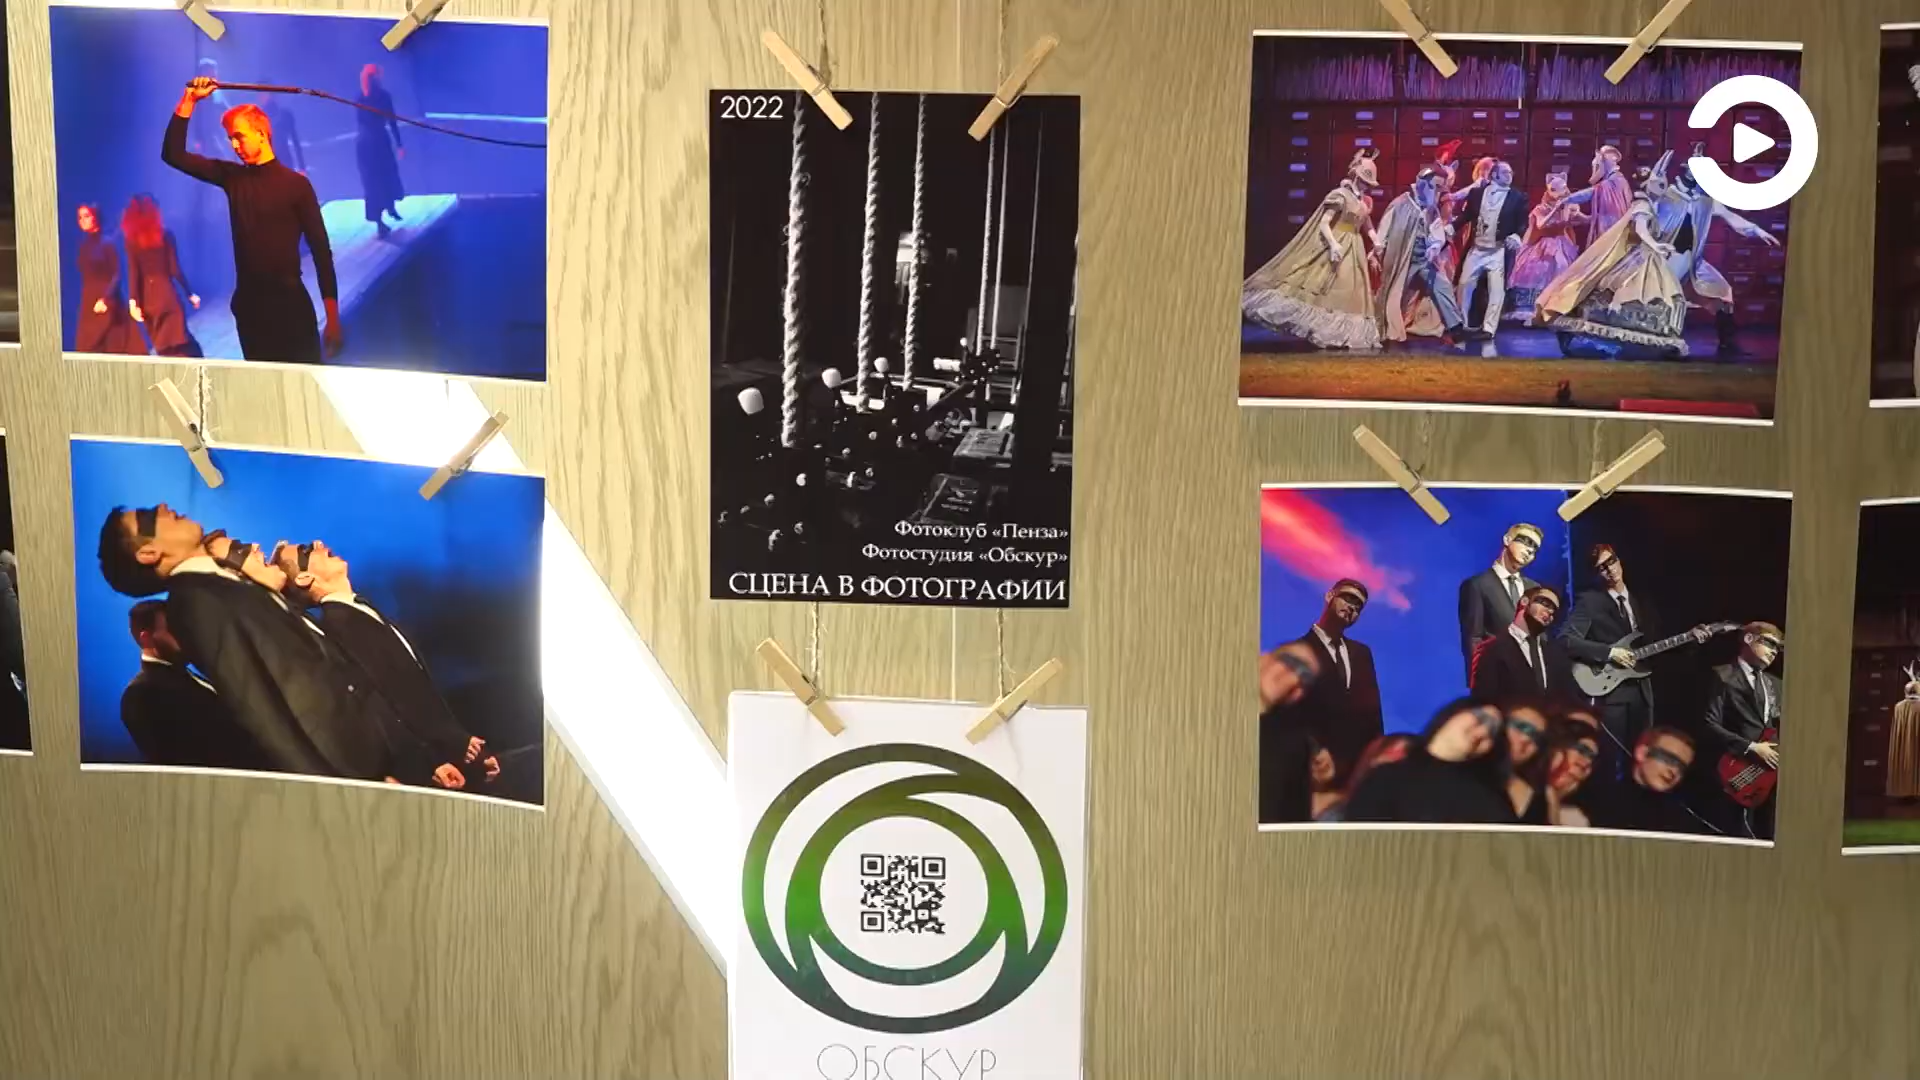 2022
Фотоклуб «Пенза»
Фотостудия «Обскур»
СЦЕНА В ФОТОГРАФИИ
ОБСКУР